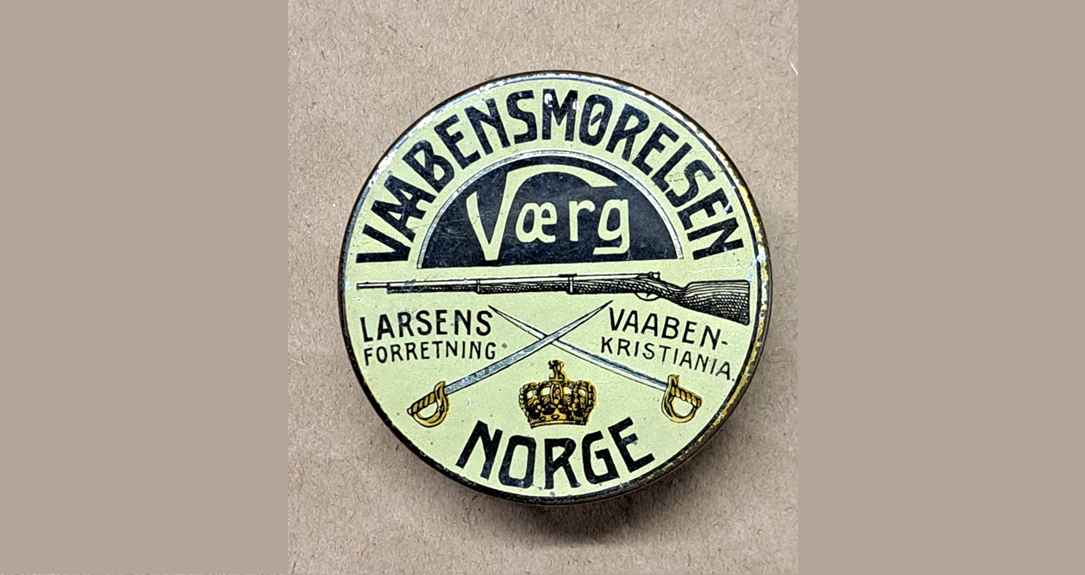 VAABENSMØRELSEN
Værg
LARSENS VAABEN-
FORRETNING KRISTIANIA.
NORGE